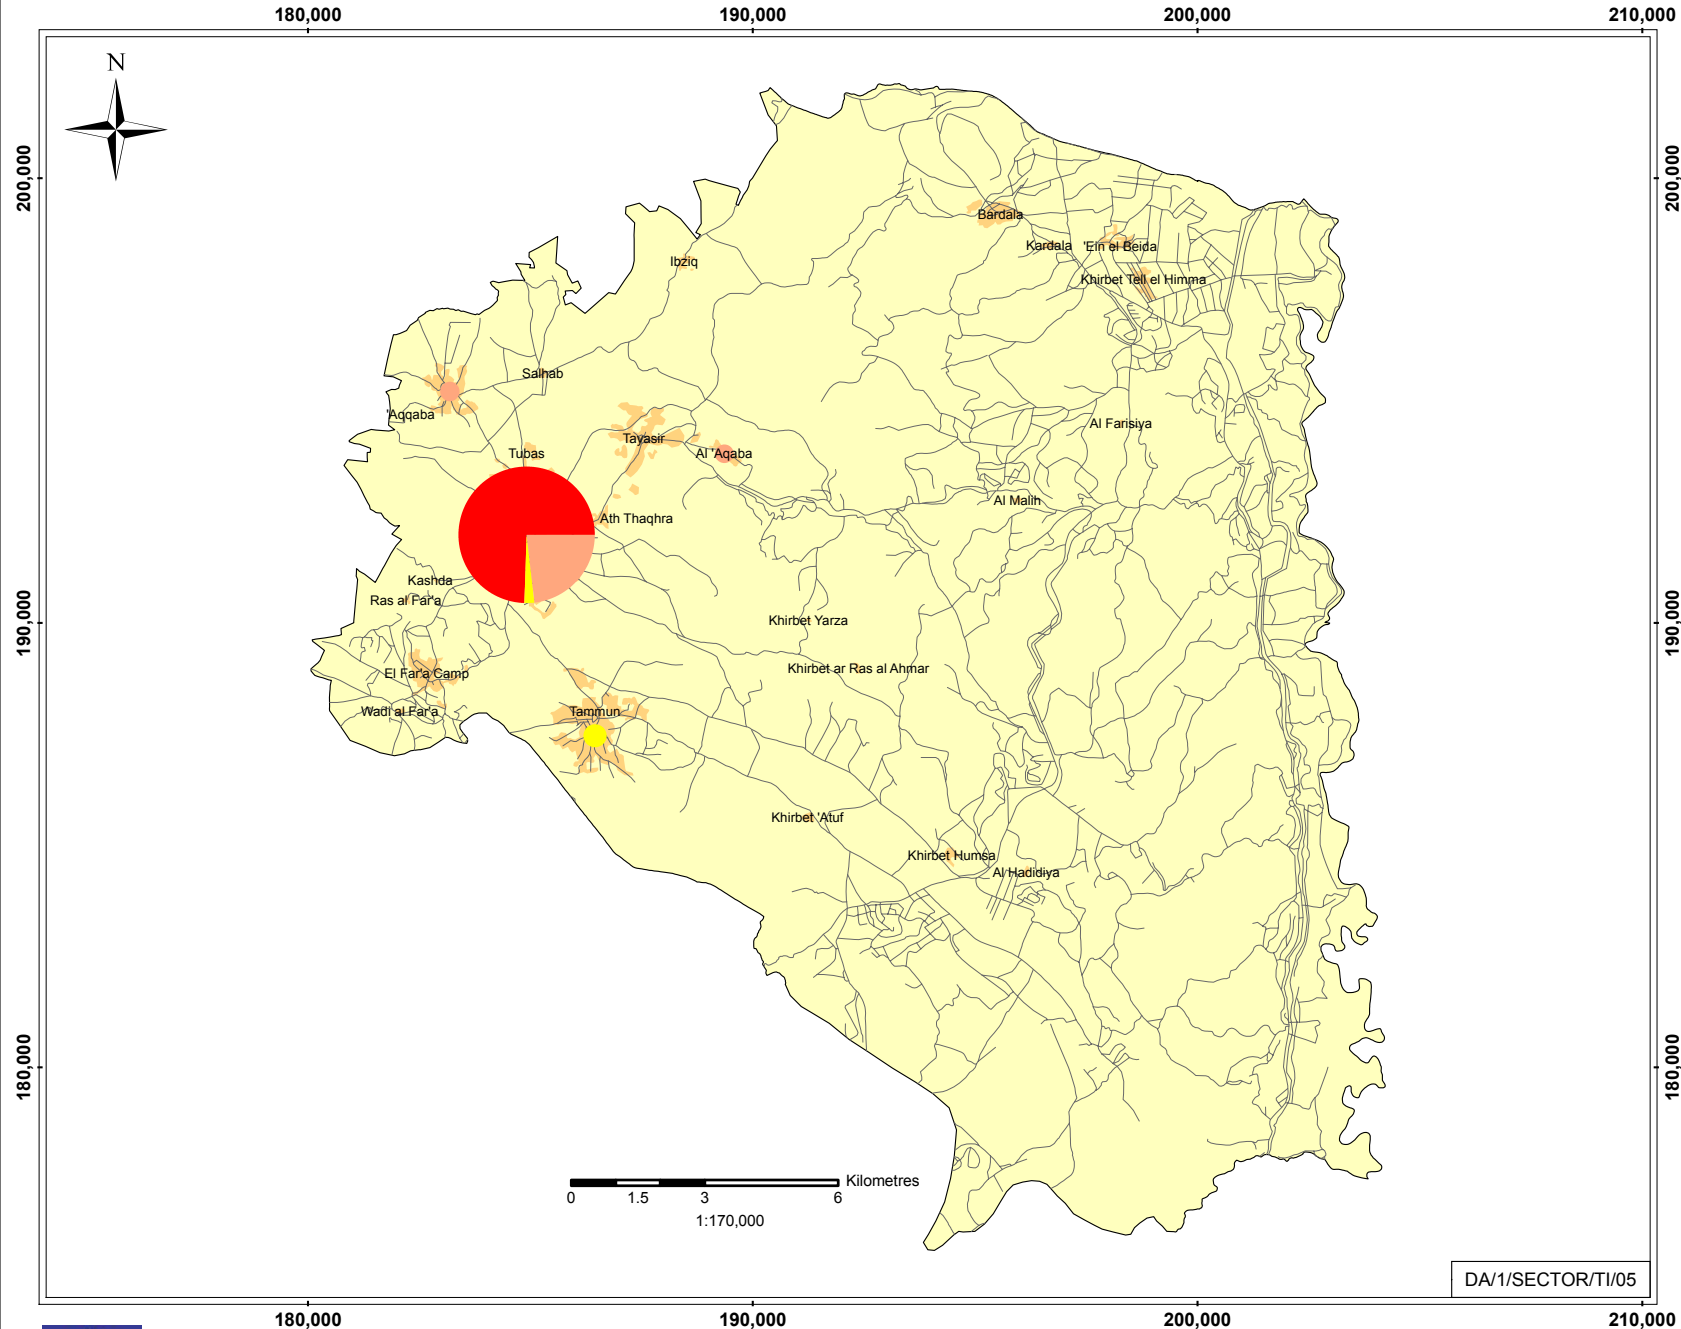 180,000
190,000
200,000
210,000
N
200,000
200,000
Bardala
Kardala
'Ein el Beida
Ibziq
Khirbet Tell el Himma
Salhab
'Aqqaba
Al Farisiya
Tayasir
Tubas
Al 'Aqaba
Al Malih
Ath Thaqhra
Kashda
Ras al Far'a
Khirbet Yarza
190,000
190,000
Khirbet ar Ras al Ahmar
El Far'a Camp
Wadi al Far'a
Tammun
Khirbet 'Atuf
Khirbet Humsa
Al Hadidiya
180,000
180,000
Kilometres
0
1.5
3
6
1:170,000
DA/1/SECTOR/TI/05
180,000
190,000
200,000
210,000